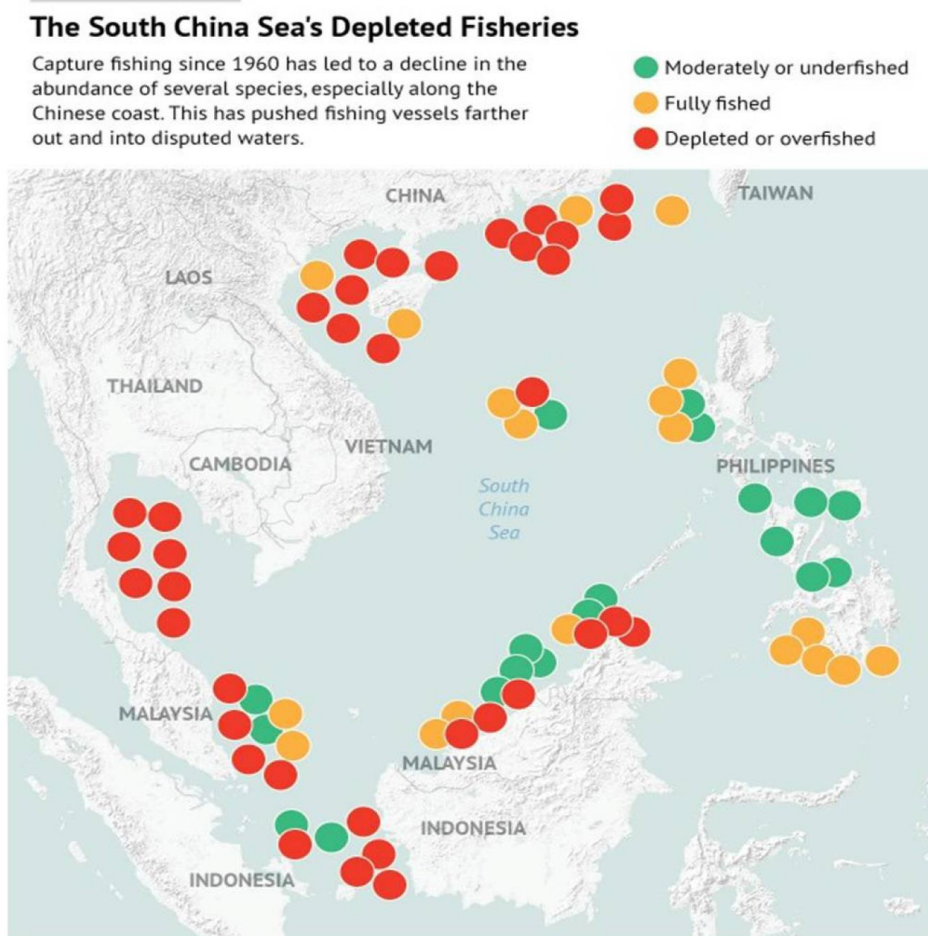 The South China Sea's Depleted Fisheries
Capture fishing since 1960 has led to a decline in the
abundance of several species, especially along the
Chinese coast. This has pushed fishing vessels farther
out and into disputed waters.
Moderately or underfished
Fully fished
Depleted or overfished
CHINA
TAIWAN
LAOS
THAILAND
VIETNAM
CAMBODIA
PHILIPPINES
South
China
Sea
MALAYSIA
MALAYSIA
INDONESIA
INDONESIA